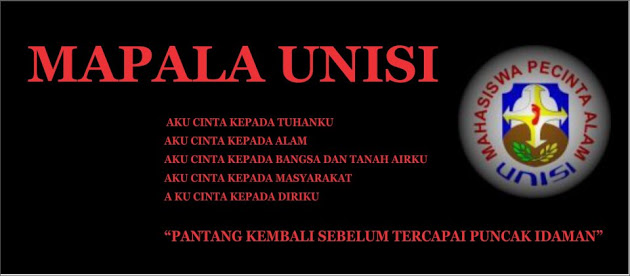 MAPALA UNISI
MAHASISWA PECINTA ALAM
UNISI
AKU CINTA KEPADA TUHANKU
AKU CINTA KEPADA ALAM
AKU CINTA KEPADA BANGSA DAN TANAH AIRKU
AKU CINTA KEPADA MASYARAKAT
A KU CINTA KEPADA DIRIKU
“PANTANG KEMBALI SEBELUM TERCAPAI PUNCAK IDAMAN”